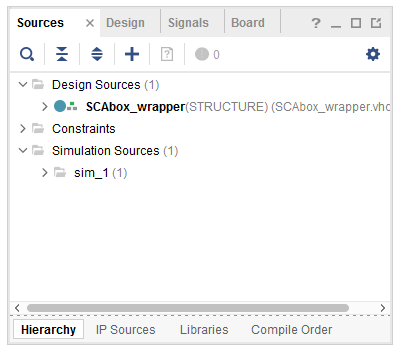 Sources × Design Signals Board ?
0
Design Sources (1)
SCAbox_wrapper(STRUCTURE) (SCAbox_wrapper.vhd
Constraints
Simulation Sources (1)
sim_1 (1)
Hierarchy IP Sources Libraries Compile Order